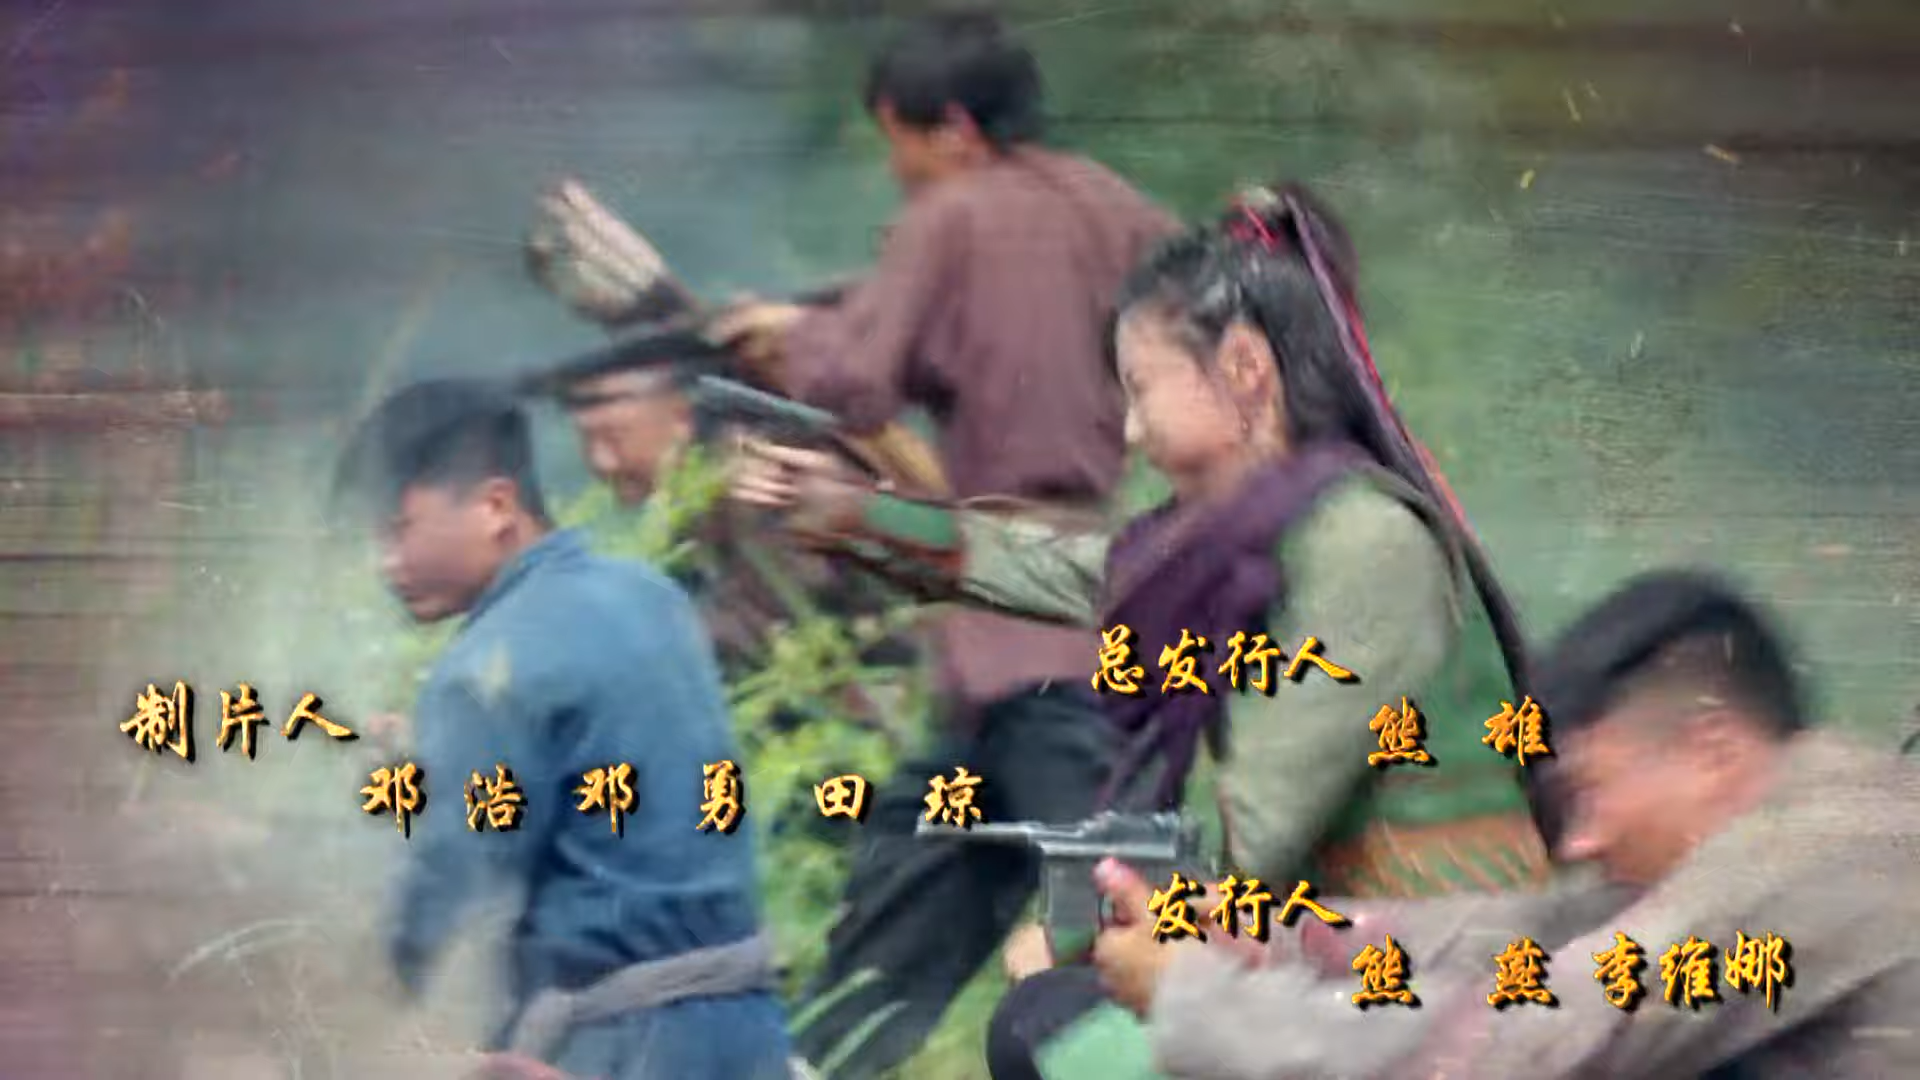 制片人
邓浩 邓勇 田琼
总发行人
熊雄
发行人
熊燕 李维娜